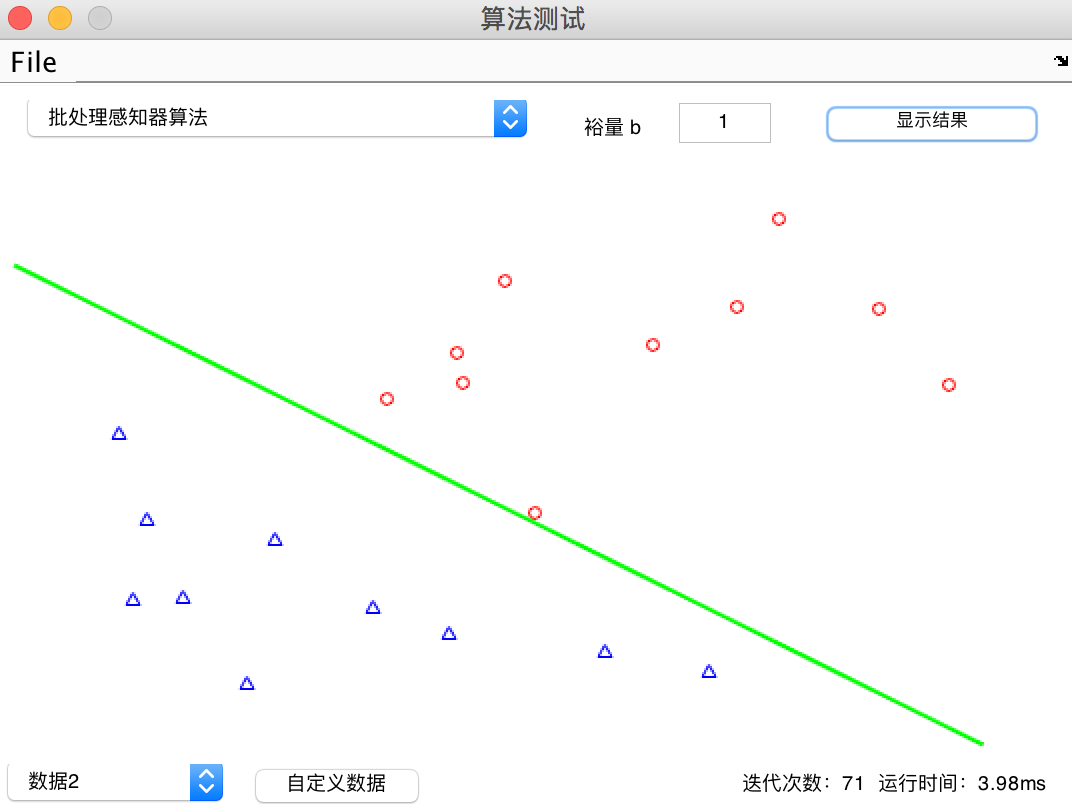 算法测试
File
批处理感知器算法
裕量 b
1
显示结果
数据2
自定义数据
迭代次数：71 运行时间：3.98ms